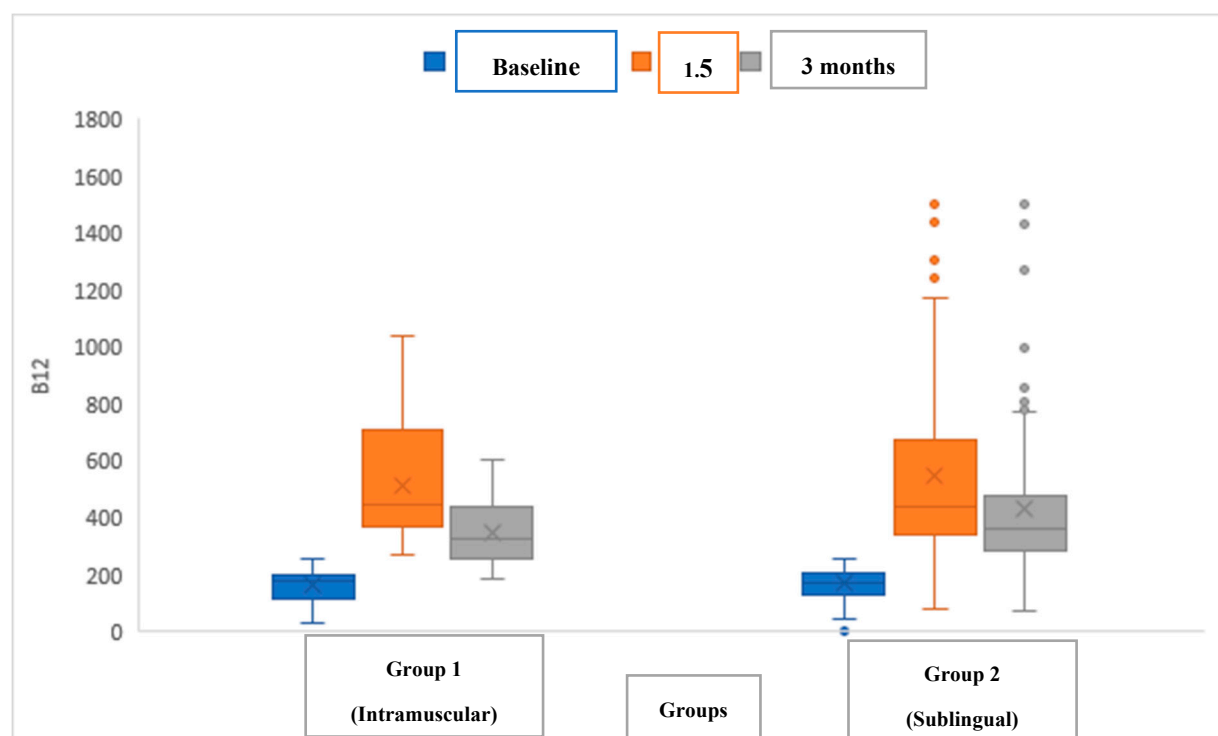 Baseline
1.5
3 months
1800
1600
1400
1200
1000
800
600
400
200
0
B12
Group 1
(Intramuscular)
Groups
Group 2
(Sublingual)